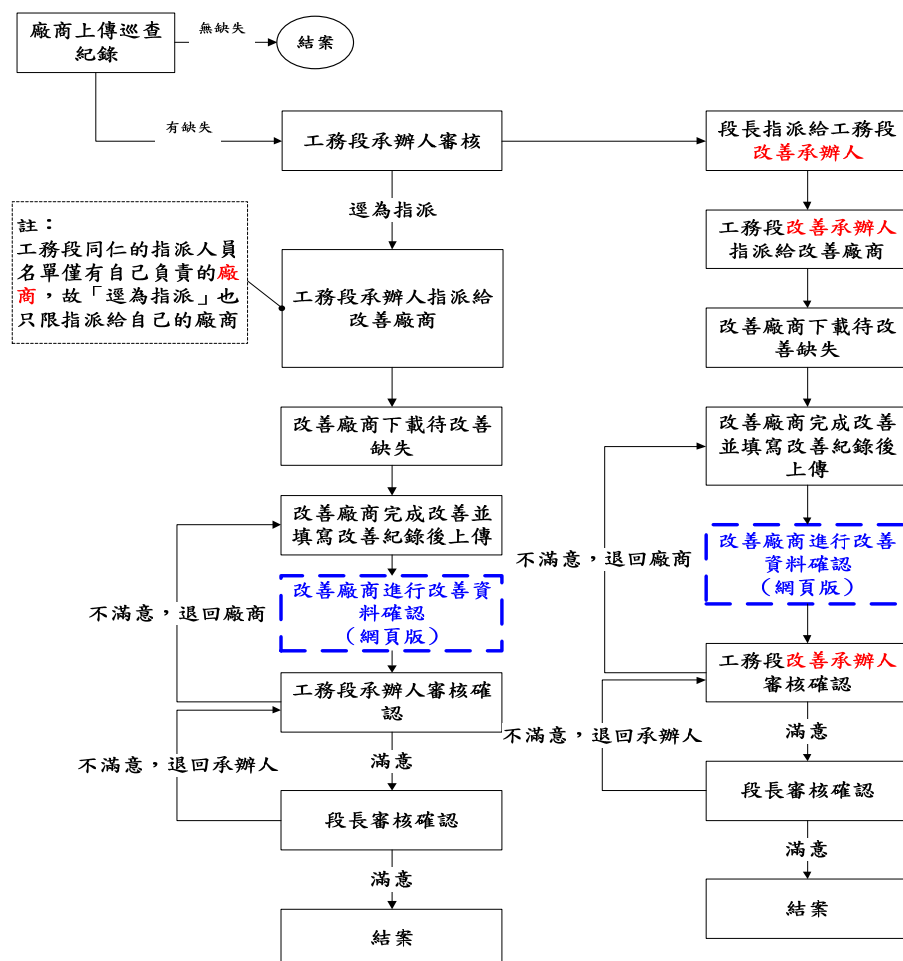 廠商上傳巡查
紀錄
無缺失
結案
有缺失
工務段承辦人審核
段長指派給工務段
改善承辦人
逕為指派
註：
工務段同仁的指派人員
名單僅有自己負責的廠
商，故「逕為指派」也
只限指派給自己的廠商
工務段承辦人指派給
改善廠商
工務段改善承辦人
指派給改善廠商
改善廠商下載待改
善缺失
改善廠商下載待改善
缺失
改善廠商完成改善
並填寫改善紀錄後
上傳
改善廠商完成改善並
填寫改善紀錄後上傳
不滿意，退回廠商
改善廠商進行改善
資料確認
（網頁版）
不滿意，退回廠商
改善廠商進行改善資
料確認
（網頁版）
工務段承辦人審核確
認
工務段改善承辦人
審核確認
不滿意，退回承辦人
滿意
不滿意，退回承辦人
滿意
段長審核確認
段長審核確認
滿意
滿意
結案
結案